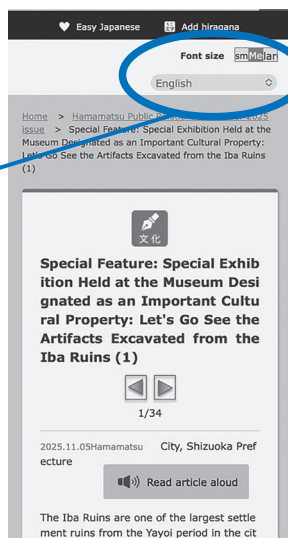 Easy Japanese Add hiragana
Font size sm Me lar
English
Home > Hamamatsu Public 2025
issue > Special Feature: Special Exhibition Held at the
Museum Designated as an Important Cultural Property:
Let's Go See the Artifacts Excavated from the Iba Ruins
(1)
文化
Special Feature: Special Exhib
ition Held at the Museum Desi
gnated as an Important Cultu
ral Property: Let's Go See the
Artifacts Excavated from the
Iba Ruins (1)
1/34
2025.11.05Hamamatsu City, Shizuoka Pref
ecture
Read article aloud
The Iba Ruins are one of the largest settle
ment ruins from the Yayoi period in the cit